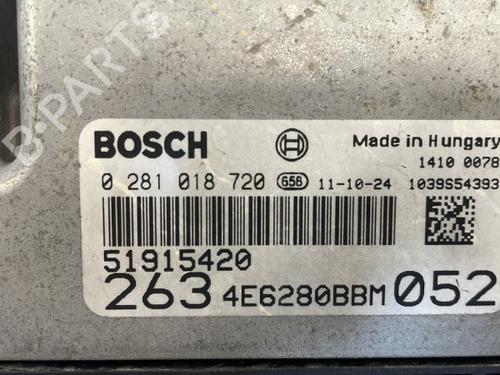 B-PARTS
BOSCH Made in Hungary
1410 0078
0 281 018 720 658 11-10-24 1039S54393
51915420
263 4E6280BBM 052